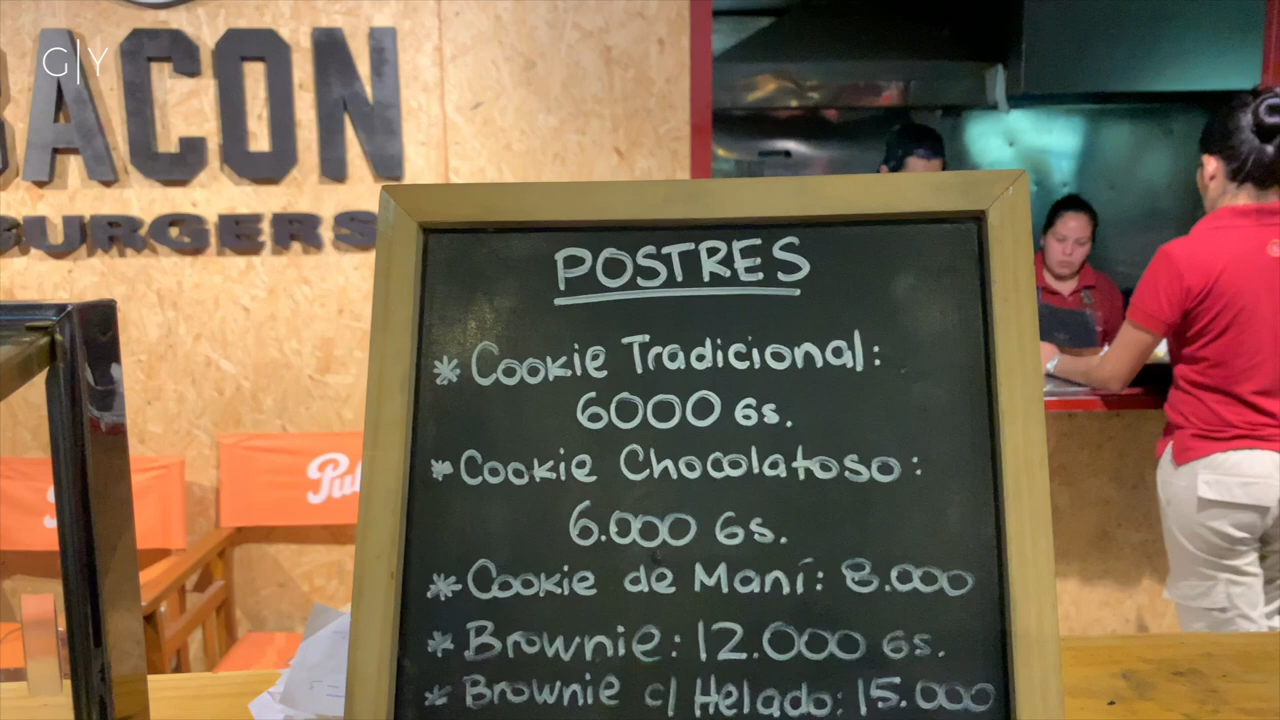 G|Y
BACON
BURGERS
POSTRES
* Cookie Tradicional:
6000 Gs.
* Cookie Chocolatoso:
6.000 Gs.
* Cookie de Maní: 8.000
* Brownie: 12.000 Gs.
* Brownie c/ Helado: 15.000